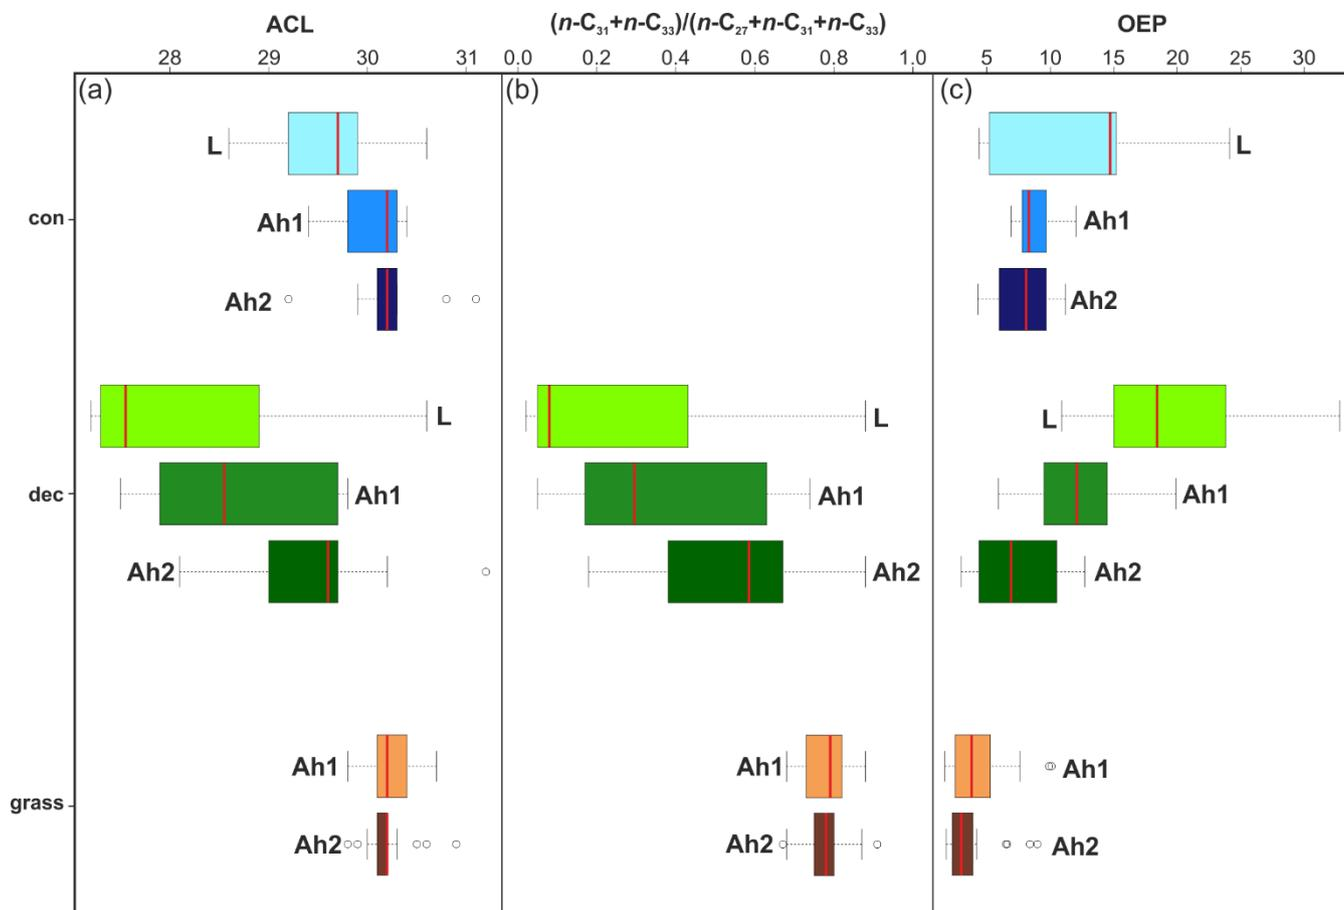 ACL (n-C31+n-C33)/(n-C27+n-C31+n-C33) OEP
28 29 30 31 0.0 0.2 0.4 0.6 0.8 1.0 5 10 15 20 25 30
(a) (b) (c)
L L
con Ah1 Ah1
Ah2 Ah2
L L L
dec Ah1 Ah1 Ah1
Ah2 Ah2 Ah2
Ah1 Ah1 Ah1
grass
Ah2 Ah2 Ah2